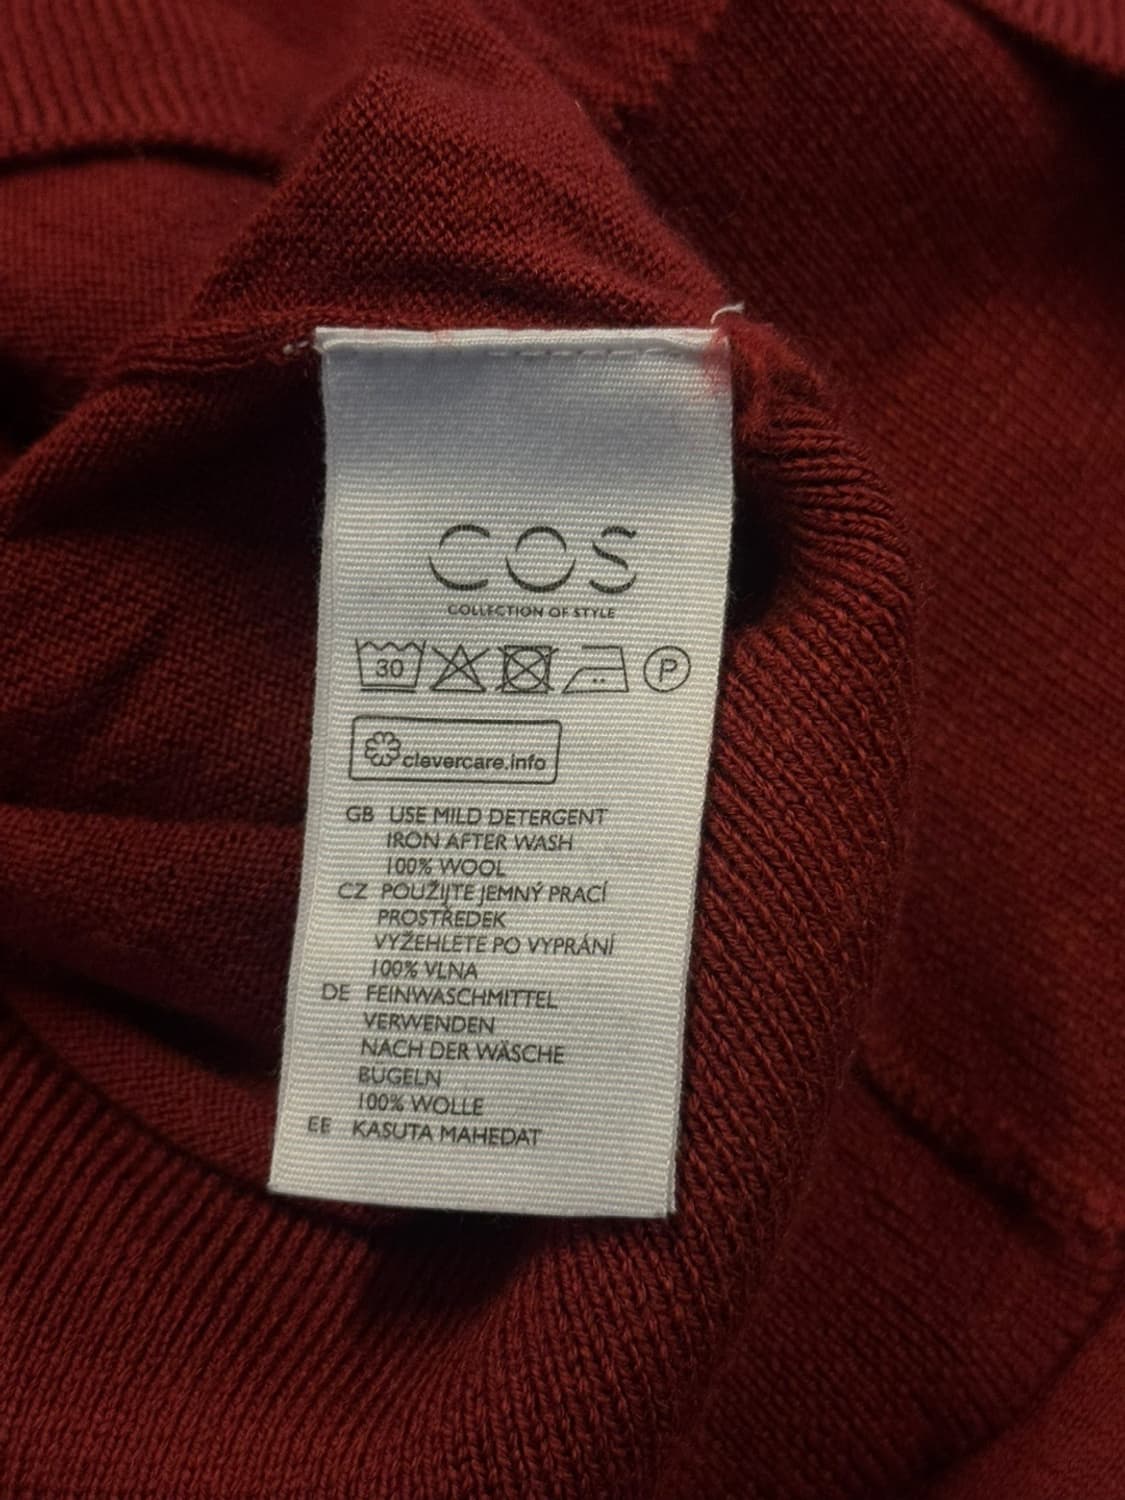 COS
COLLECTION OF STYLE
30 P
clevercare.info
GB USE MILD DETERGENT
IRON AFTER WASH
100% WOOL
CZ POUŽIJTE JEMNÝ PRACÍ
PROSTŘEDEK
VYŽEHLETE PO VYPRÁNÍ
100% VLNA
DE FEINWASCHMITTEL
VERWENDEN
NACH DER WÄSCHE
BÜGELN
100% WOLLE
EE KASUTA MAHEDAT